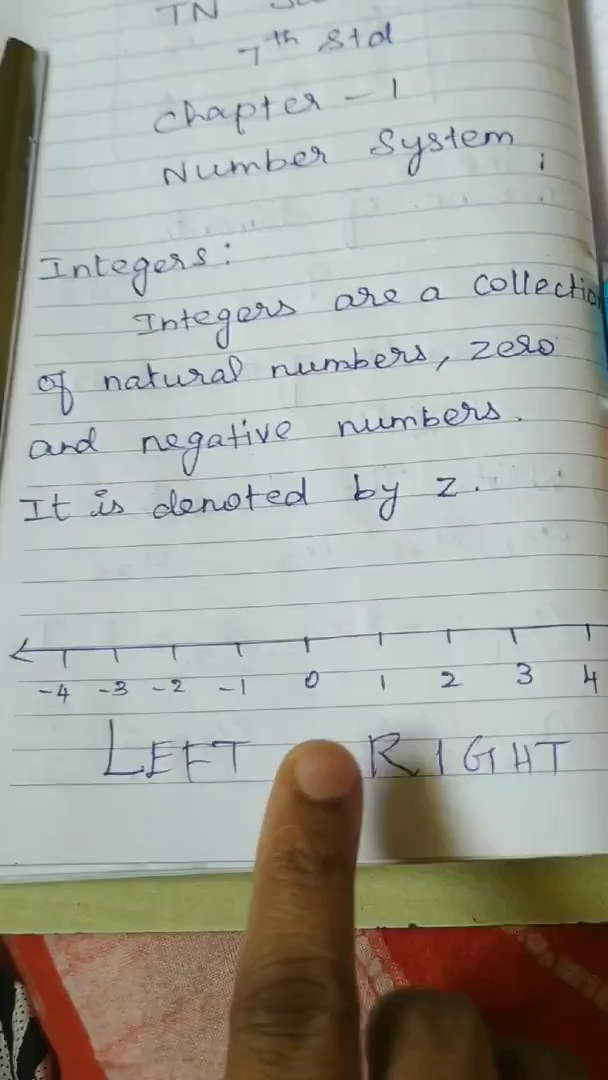 TN
7th Std
Chapter - 1
Number System
Integers:
Integers are a collectio
of natural numbers, zero
and negative numbers.
It is denoted by z.
-4 -3 -2 -1 0 1 2 3 4
LEFT RIGHT